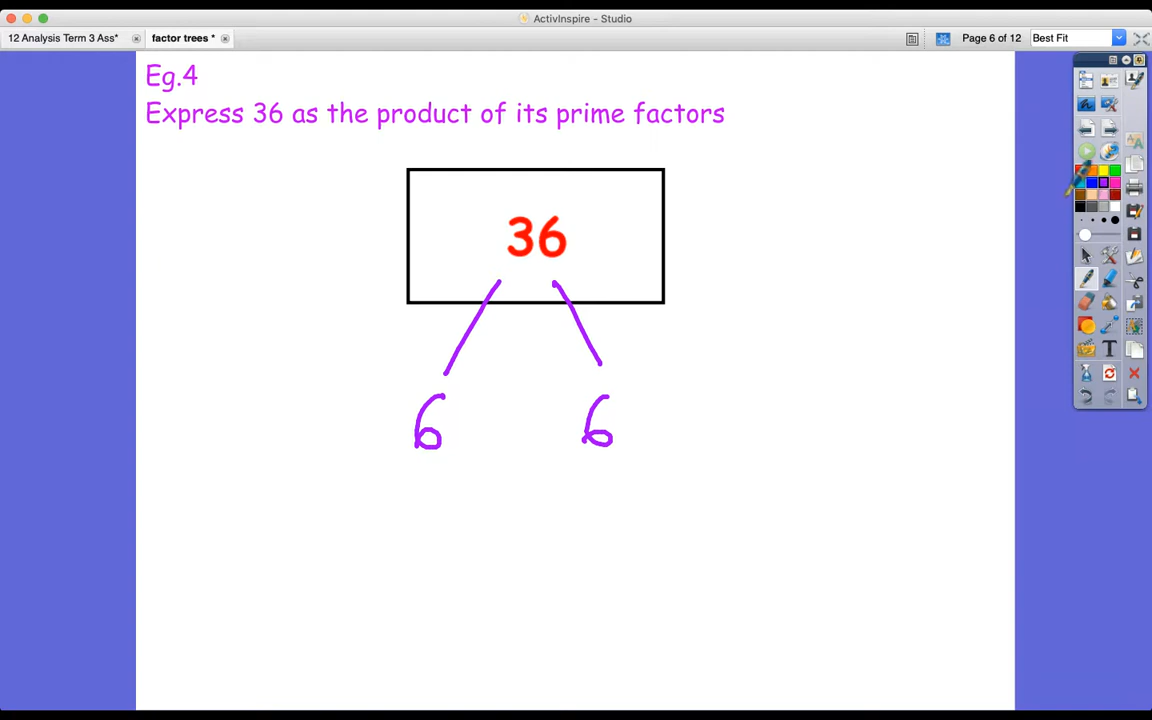 ActivInspire - Studio
12 Analysis Term 3 Ass*
factor trees *
Page 6 of 12
Best Fit
Eg.4
Express 36 as the product of its prime factors
36
6 6
T